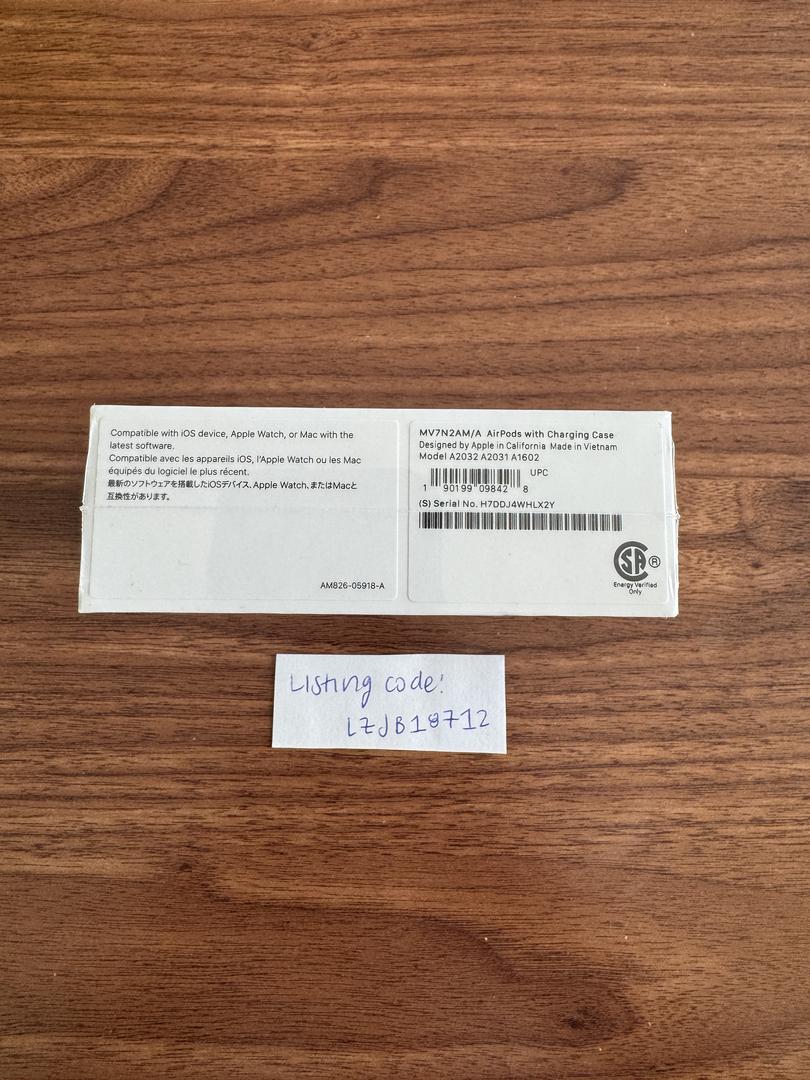 Compatible with iOS device, Apple Watch, or Mac with the
latest software.
Compatible avec les appareils iOS, l'Apple Watch ou les Mac
équipés du logiciel le plus récent.
最新のソフトウェアを搭載したiOSデバイス、Apple Watch、またはMacと
互換性があります。
AM826-05918-A
MV7N2AM/A AirPods with Charging Case
Designed by Apple in California Made in Vietnam
Model A2032 A2031 A1602
UPC
1 90199 09842 8
(S) Serial No. H7DDJ4WHLX2Y
SA ®
Energy Verified
Only
Listing code:
LZJB18712